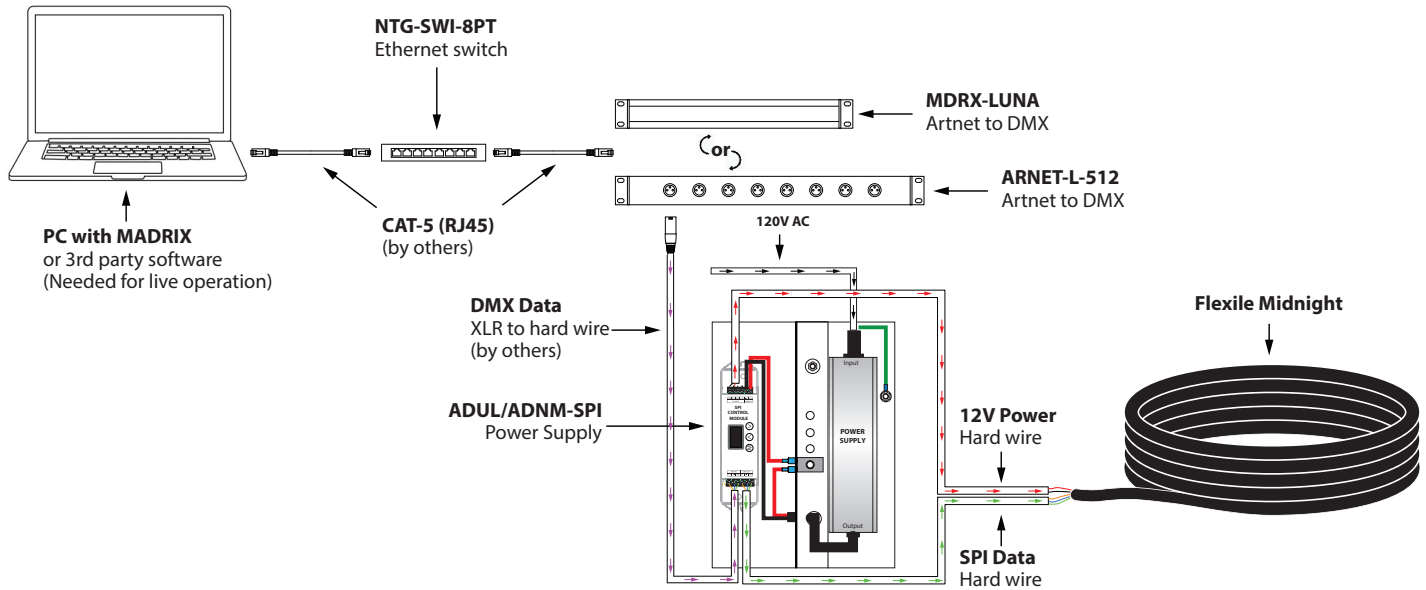 NTG-SWI-8PT
Ethernet switch
MDRX-LUNA
Artnet to DMX
or
ARNET-L-512
Artnet to DMX
CAT-5 (RJ45)
(by others)
120V AC
PC with MADRIX
or 3rd party software
(Needed for live operation)
DMX Data
XLR to hard wire
(by others)
Flexile Midnight
Input
SPI
CONTROL
MODULE
ADUL/ADNM-SPI
Power Supply
POWER
SUPPLY
12V Power
Hard wire
Output
SPI Data
Hard wire